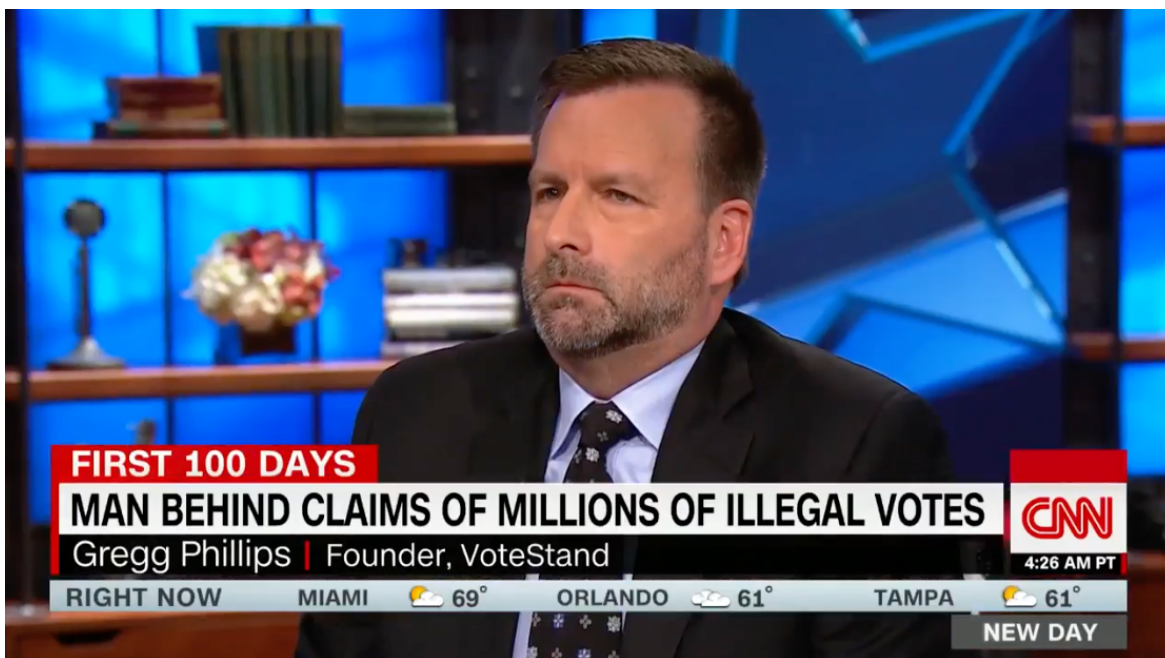 FIRST 100 DAYS
MAN BEHIND CLAIMS OF MILLIONS OF ILLEGAL VOTES
CNN
Gregg Phillips | Founder, VoteStand
4:26 AM PT
RIGHT NOW MIAMI 69° ORLANDO 61° TAMPA 61°
NEW DAY